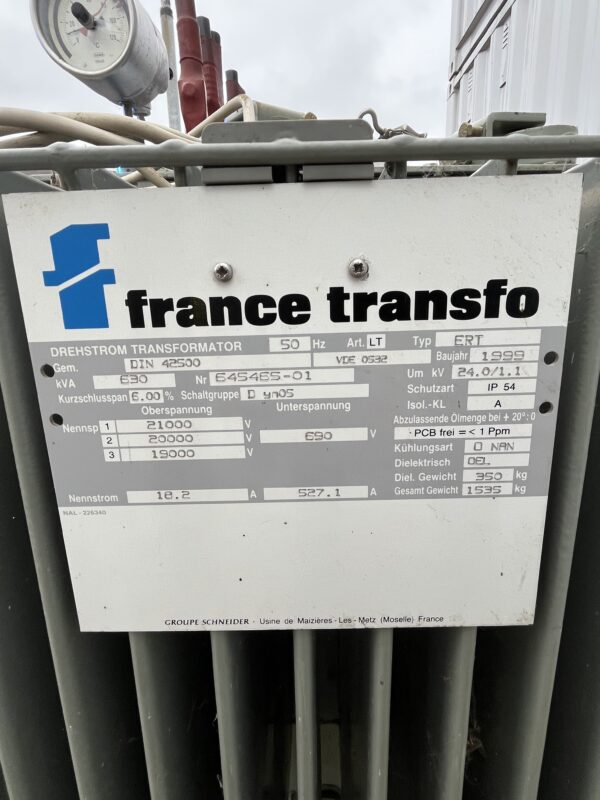 france transfo
DREHSTROM TRANSFORMATOR 50 Hz Art. LT Typ ERT
Gem. DIN 42500 VDE 0532 Baujahr 1999
kVA 630 Nr 645465-01 Um kV 24.0/1.1
Kurzschlusspan 6.00 % Schaltgruppe D yn05 Schutzart IP 54
Oberspannung Unterspannung Isol.-KL A
Nennsp 1 21000 V Abzulassende Ölmenge bei + 20°: 0
2 20000 V 690 V PCB frei = < 1 Ppm
3 19000 V Kühlungsart O NAN
Dielektrisch OEL
Diel. Gewicht 350 kg
Nennstrom 18.2 A 527.1 A Gesamt Gewicht 1535 kg
NAL - 226340
GROUPE SCHNEIDER - Usine de Maizières - Les - Metz (Moselle) France